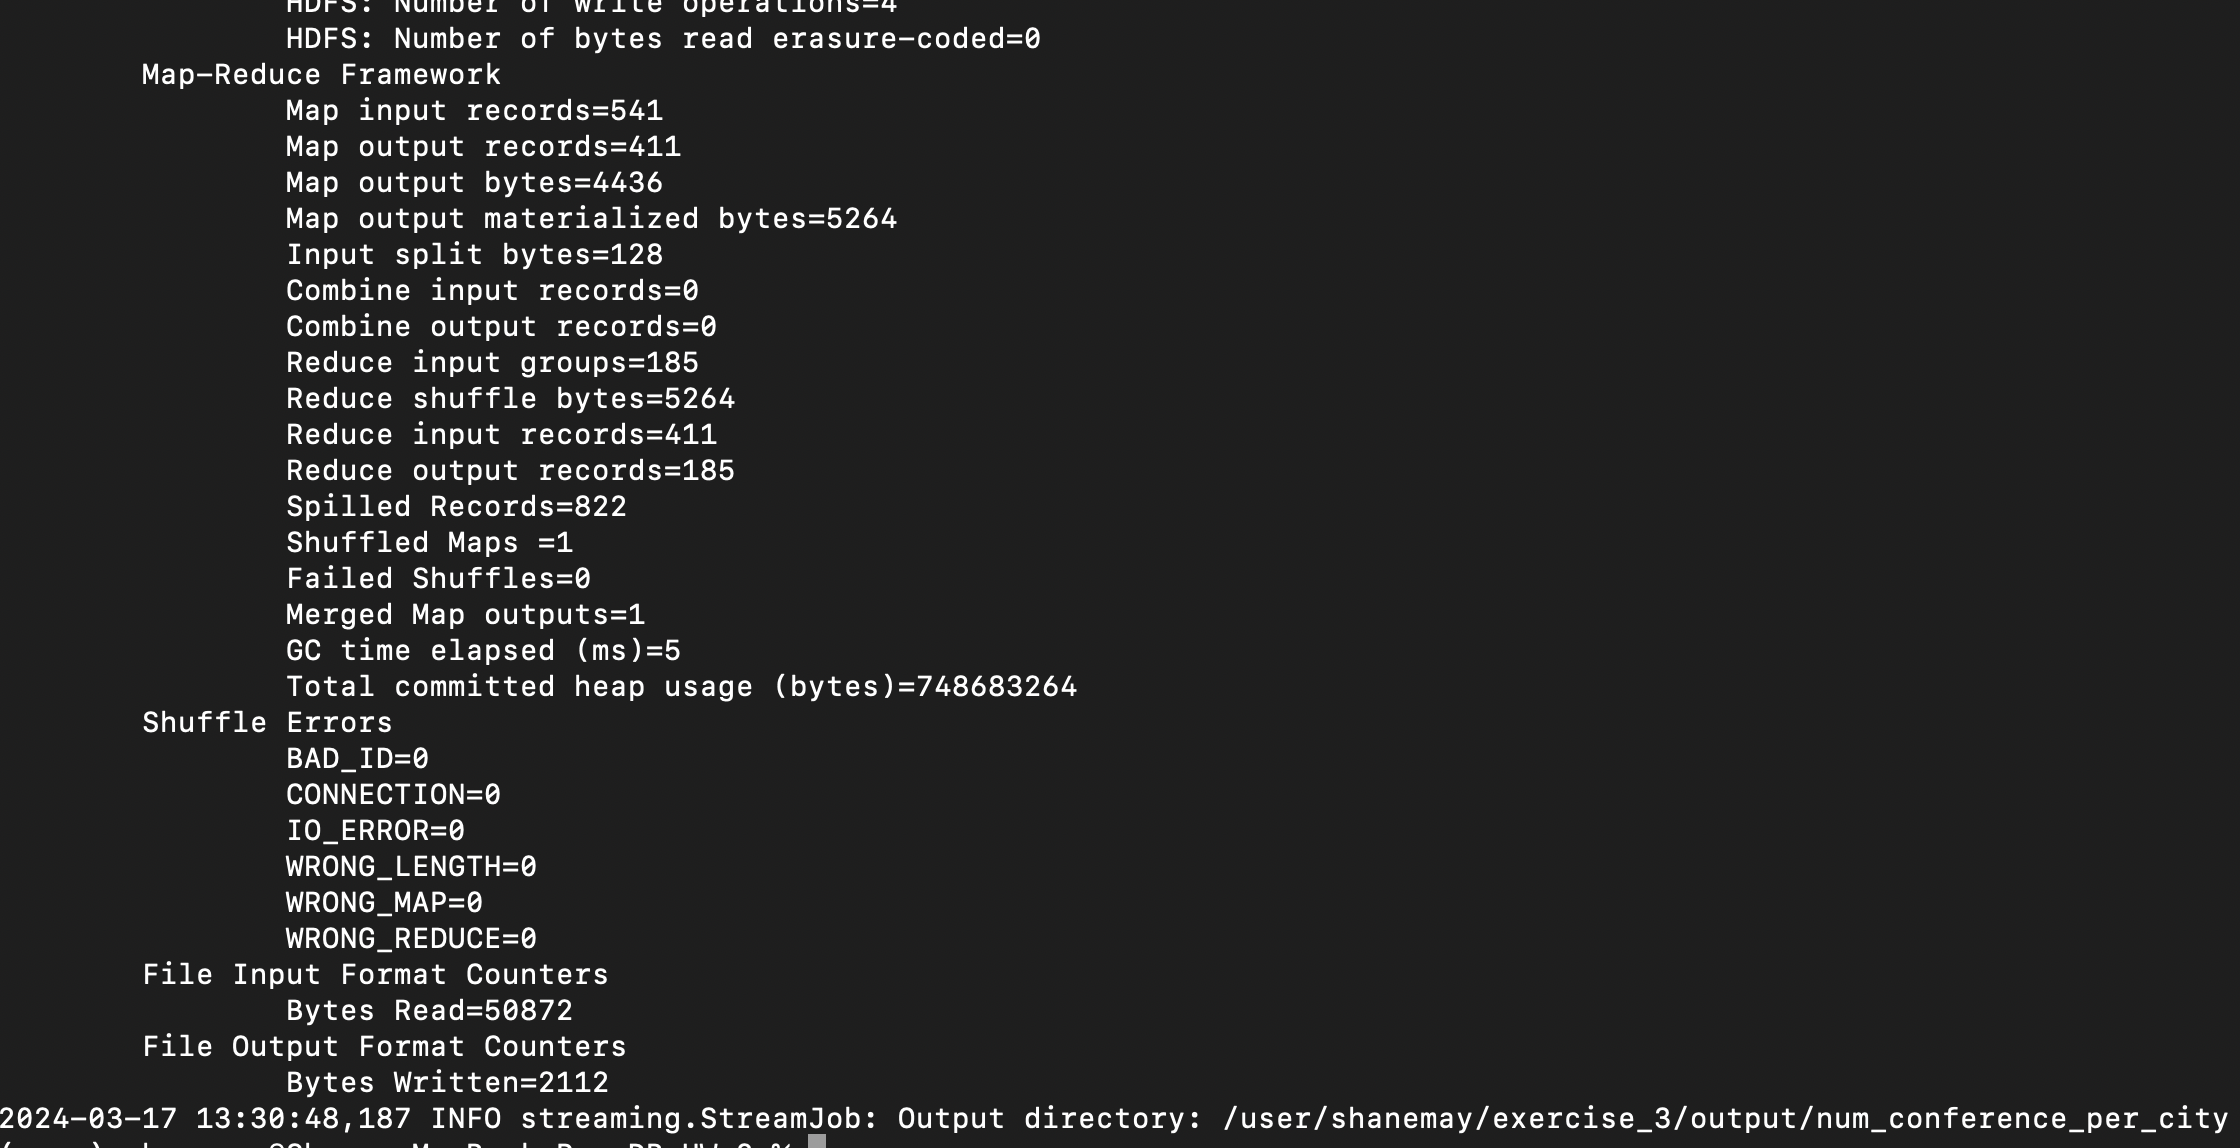 HDFS: Number of write operations=4
HDFS: Number of bytes read erasure-coded=0
Map-Reduce Framework
Map input records=541
Map output records=411
Map output bytes=4436
Map output materialized bytes=5264
Input split bytes=128
Combine input records=0
Combine output records=0
Reduce input groups=185
Reduce shuffle bytes=5264
Reduce input records=411
Reduce output records=185
Spilled Records=822
Shuffled Maps =1
Failed Shuffles=0
Merged Map outputs=1
GC time elapsed (ms)=5
Total committed heap usage (bytes)=748683264
Shuffle Errors
BAD_ID=0
CONNECTION=0
IO_ERROR=0
WRONG_LENGTH=0
WRONG_MAP=0
WRONG_REDUCE=0
File Input Format Counters
Bytes Read=50872
File Output Format Counters
Bytes Written=2112
2024-03-17 13:30:48,187 INFO streaming.StreamJob: Output directory: /user/shanemay/exercise_3/output/num_conference_per_city